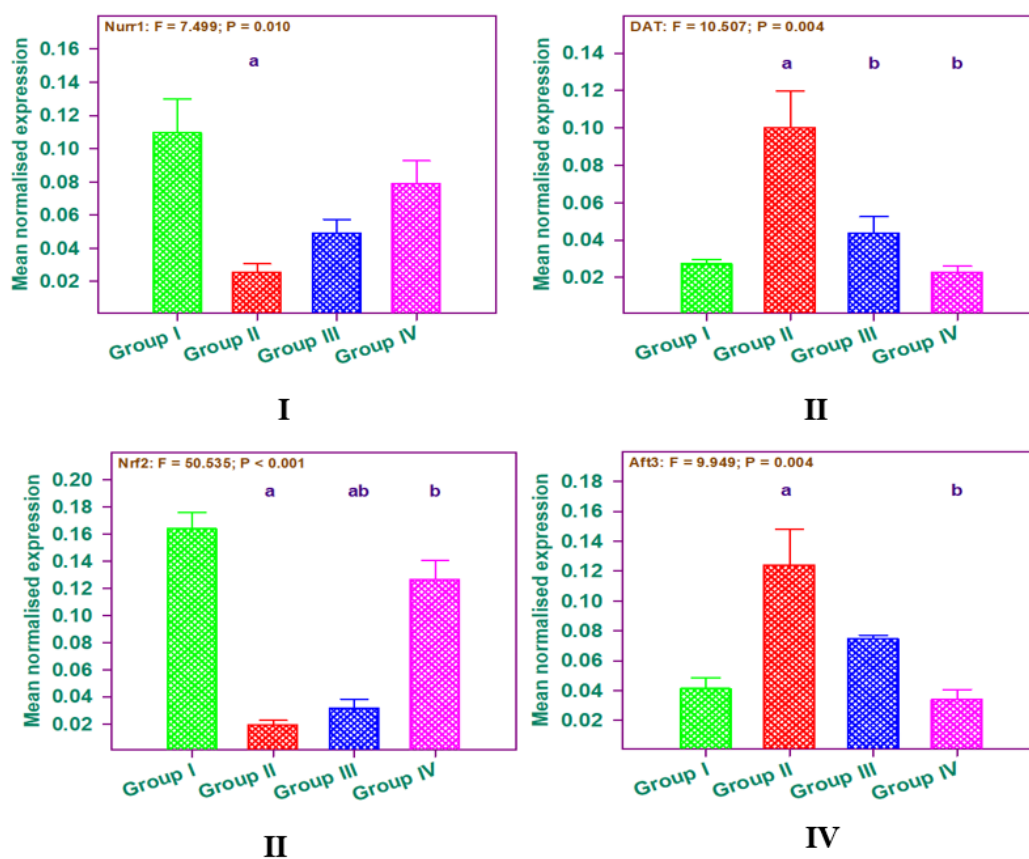 Nurr1: F = 7.499; P = 0.010
a
Mean normalised expression
0.16
0.14
0.12
0.10
0.08
0.06
0.04
0.02
Group I
Group II
Group III
Group IV
I
DAT: F = 10.507; P = 0.004
a b b
Mean normalised expression
0.14
0.12
0.10
0.08
0.06
0.04
0.02
Group I
Group II
Group III
Group IV
II
Nrf2: F = 50.535; P < 0.001
a ab b
Mean normalised expression
0.20
0.18
0.16
0.14
0.12
0.10
0.08
0.06
0.04
0.02
Group I
Group II
Group III
Group IV
II
Aft3: F = 9.949; P = 0.004
a b
Mean normalised expression
0.18
0.16
0.14
0.12
0.10
0.08
0.06
0.04
0.02
Group I
Group II
Group III
Group IV
IV